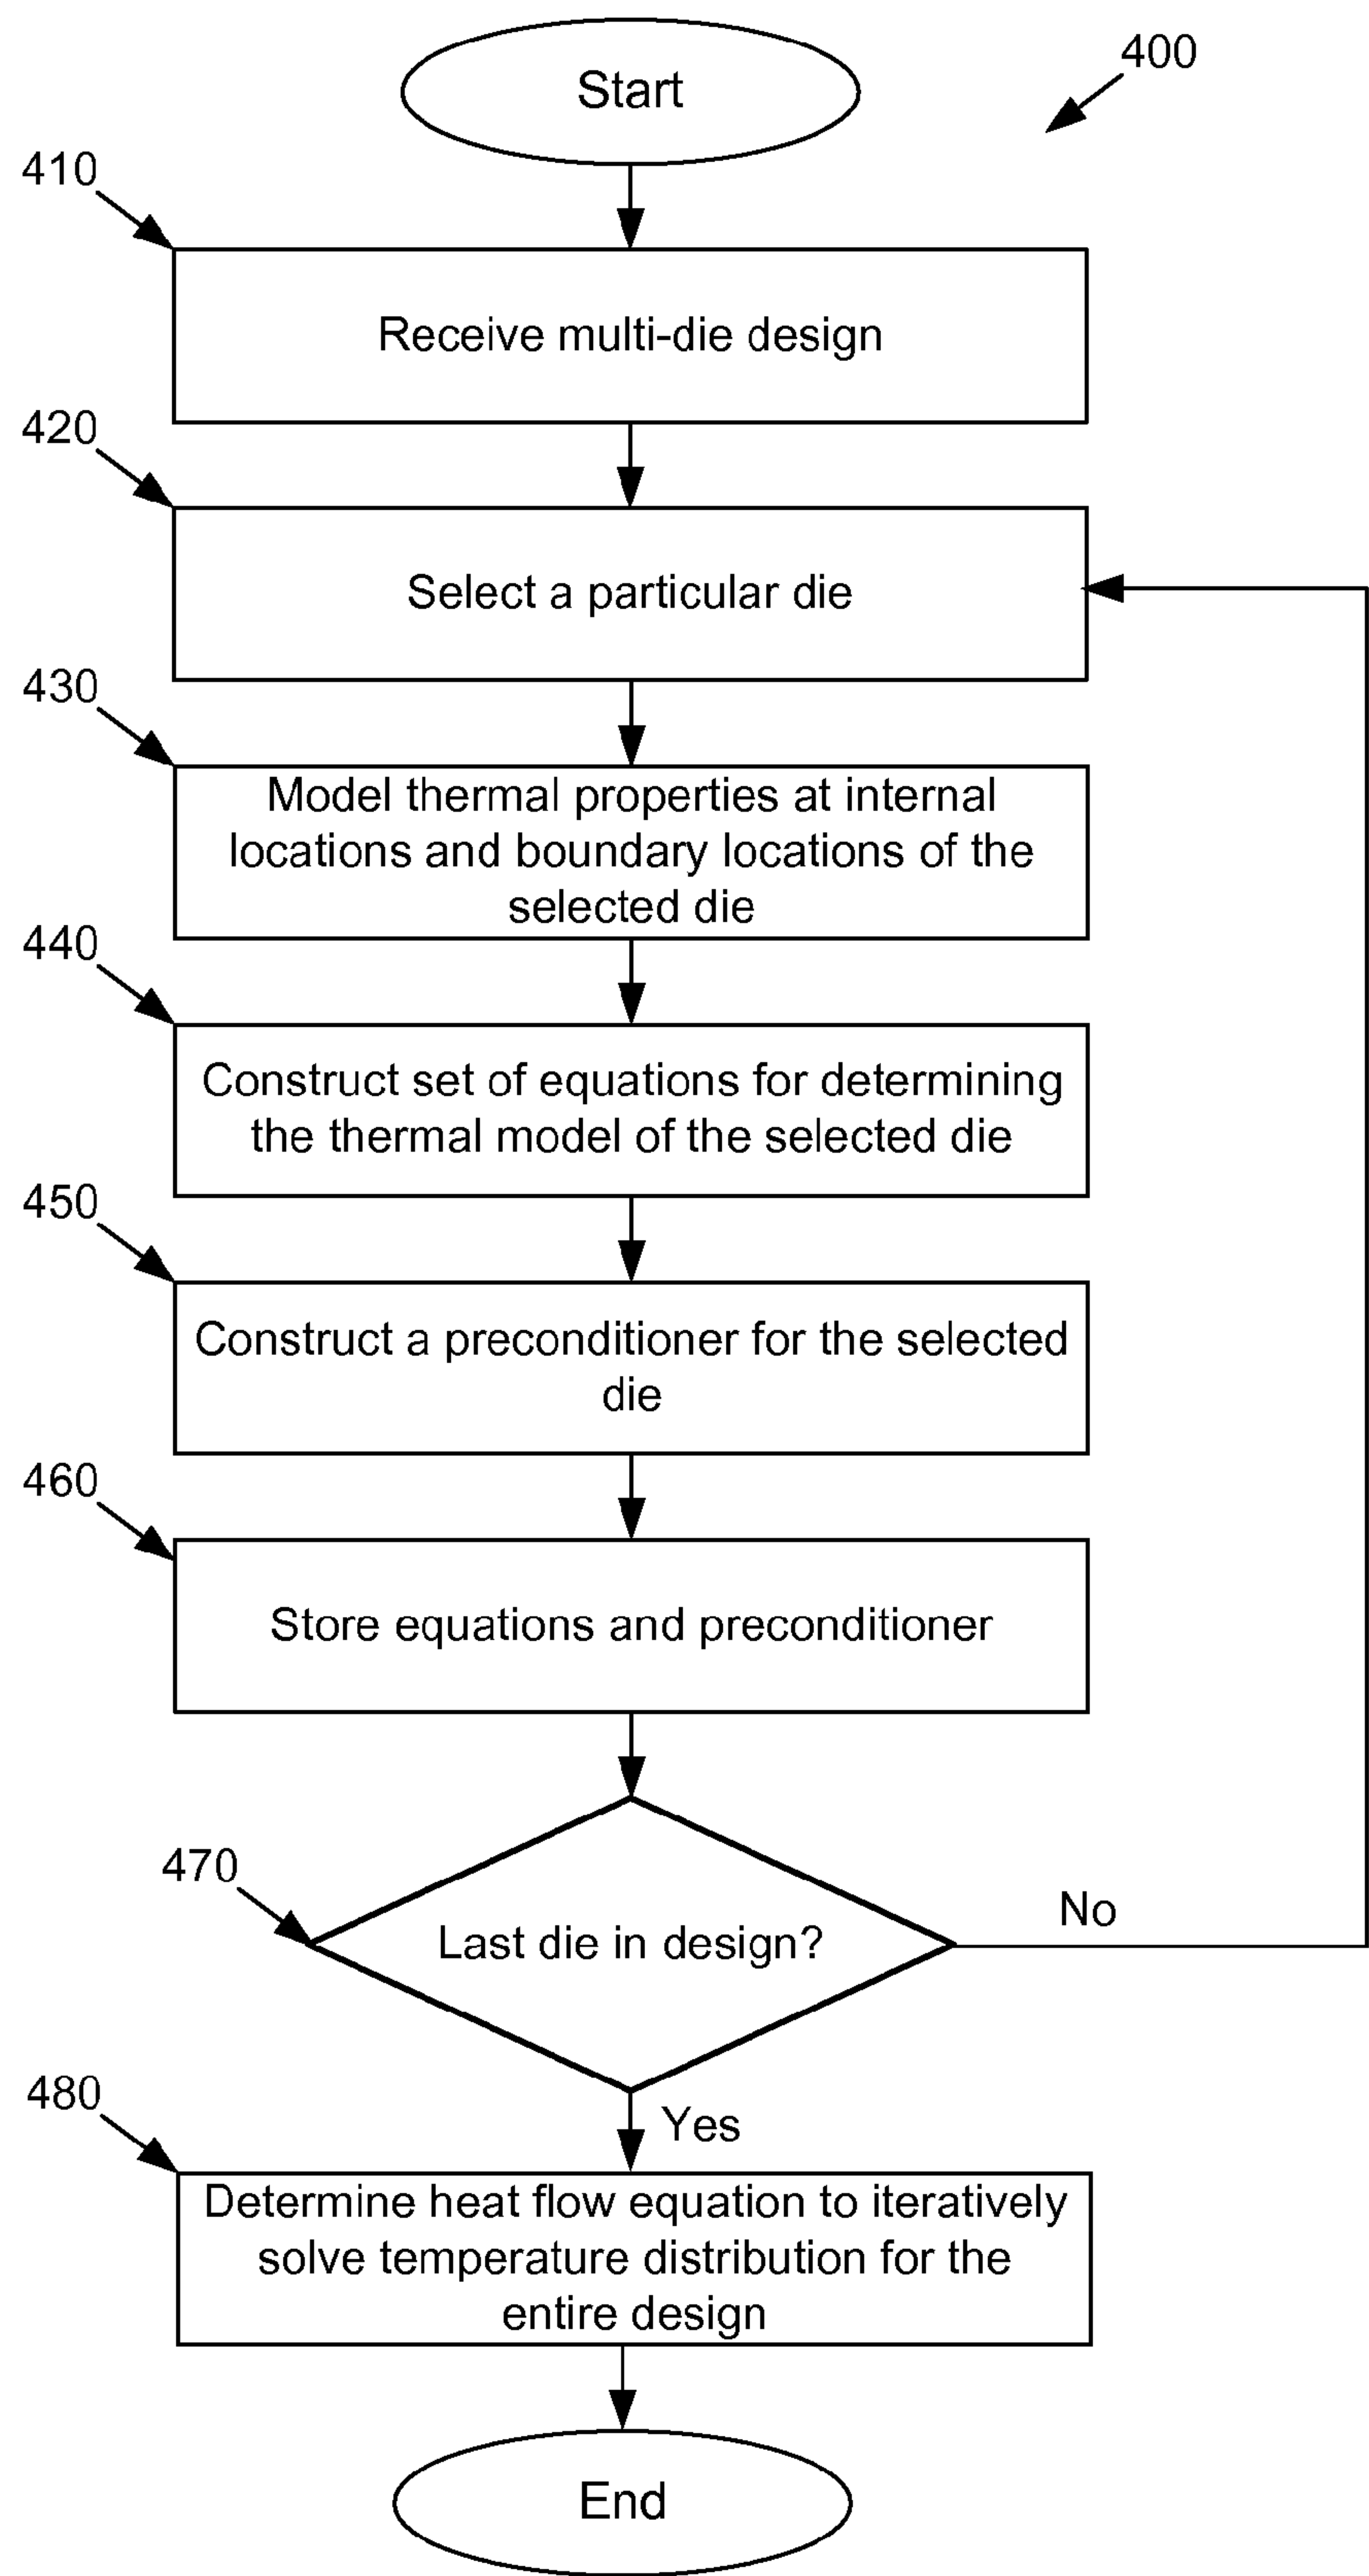 Start
400
410
Receive multi-die design
420
Select a particular die
430
Model thermal properties at internal
locations and boundary locations of the
selected die
440
Construct set of equations for determining
the thermal model of the selected die
450
Construct a preconditioner for the selected
die
460
Store equations and preconditioner
470
Last die in design?
No
Yes
480
Determine heat flow equation to iteratively
solve temperature distribution for the
entire design
End